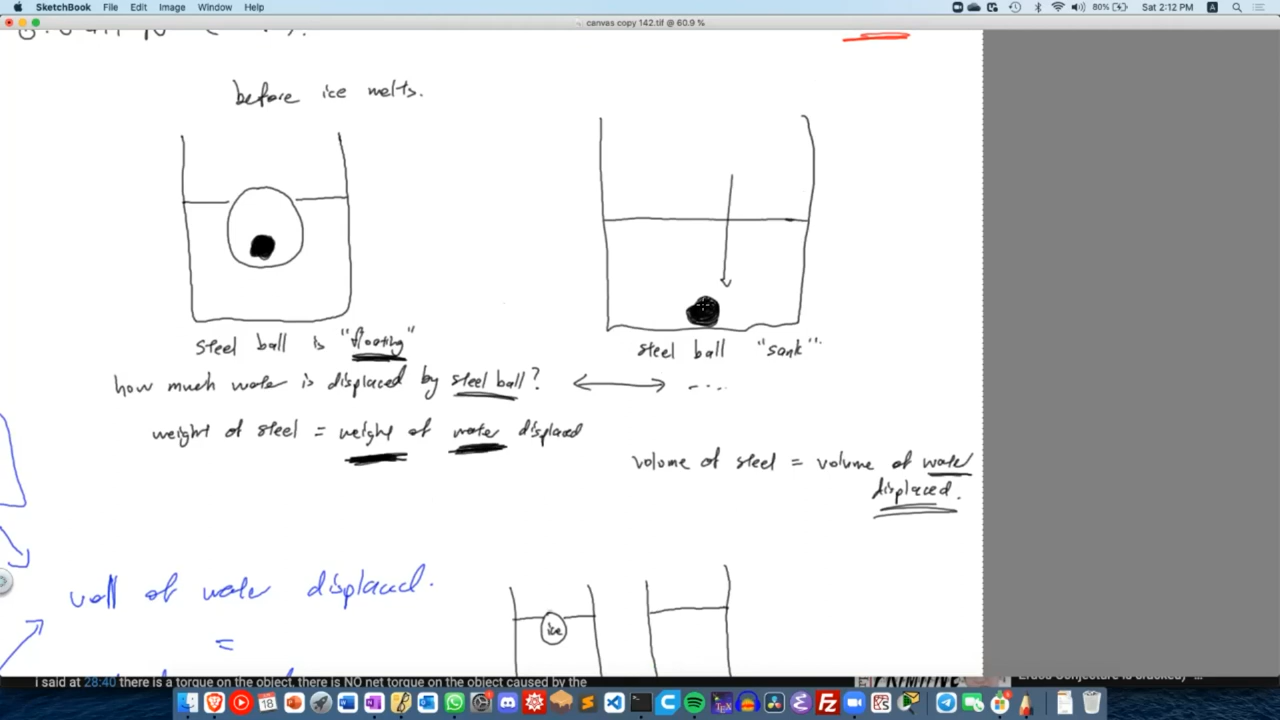 SketchBook File Edit Image Window Help
80% Sat 2:12 PM
canvas copy 142.tif @ 60.9 %
before ice melts.
steel ball is "floating"
steel ball "sank".
how much water is displaced by steel ball? ....
weight of steel = weight of water displaced
volume of steel = volume of water
displaced.
of water displaced.
=
ice
I said at 28:40 there is a torque on the object, there is NO net torque on the object caused by the